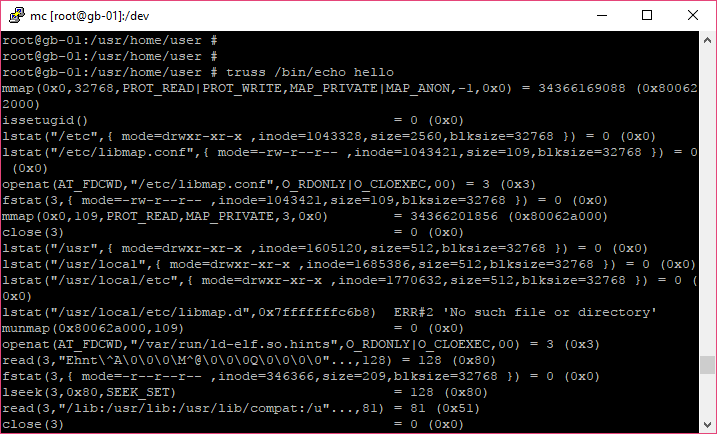 mc [root@gb-01]:/dev
root@gb-01:/usr/home/user #
root@gb-01:/usr/home/user #
root@gb-01:/usr/home/user # truss /bin/echo hello
mmap(0x0,32768,PROT_READ|PROT_WRITE,MAP_PRIVATE|MAP_ANON,-1,0x0) = 34366169088 (0x80062
2000)
issetugid()                                      = 0 (0x0)
lstat("/etc",{ mode=drwxr-xr-x ,inode=1043328,size=2560,blksize=32768 }) = 0 (0x0)
lstat("/etc/libmap.conf",{ mode=-rw-r--r-- ,inode=1043421,size=109,blksize=32768 }) = 0
 (0x0)
openat(AT_FDCWD,"/etc/libmap.conf",O_RDONLY|O_CLOEXEC,00) = 3 (0x3)
fstat(3,{ mode=-rw-r--r-- ,inode=1043421,size=109,blksize=32768 }) = 0 (0x0)
mmap(0x0,109,PROT_READ,MAP_PRIVATE,3,0x0)        = 34366201856 (0x80062a000)
close(3)                                         = 0 (0x0)
lstat("/usr",{ mode=drwxr-xr-x ,inode=1605120,size=512,blksize=32768 }) = 0 (0x0)
lstat("/usr/local",{ mode=drwxr-xr-x ,inode=1685386,size=512,blksize=32768 }) = 0 (0x0)
lstat("/usr/local/etc",{ mode=drwxr-xr-x ,inode=1770632,size=512,blksize=32768 }) = 0 (
0x0)
lstat("/usr/local/etc/libmap.d",0x7fffffffc6b8)  ERR#2 'No such file or directory'
munmap(0x80062a000,109)                          = 0 (0x0)
openat(AT_FDCWD,"/var/run/ld-elf.so.hints",O_RDONLY|O_CLOEXEC,00) = 3 (0x3)
read(3,"Ehnt\^A\0\0\0\M^@\0\0\0Q\0\0\0\0"...,128) = 128 (0x80)
fstat(3,{ mode=-r--r--r-- ,inode=346366,size=209,blksize=32768 }) = 0 (0x0)
lseek(3,0x80,SEEK_SET)                           = 128 (0x80)
read(3,"/lib:/usr/lib:/usr/lib/compat:/u"...,81) = 81 (0x51)
close(3)                                         = 0 (0x0)